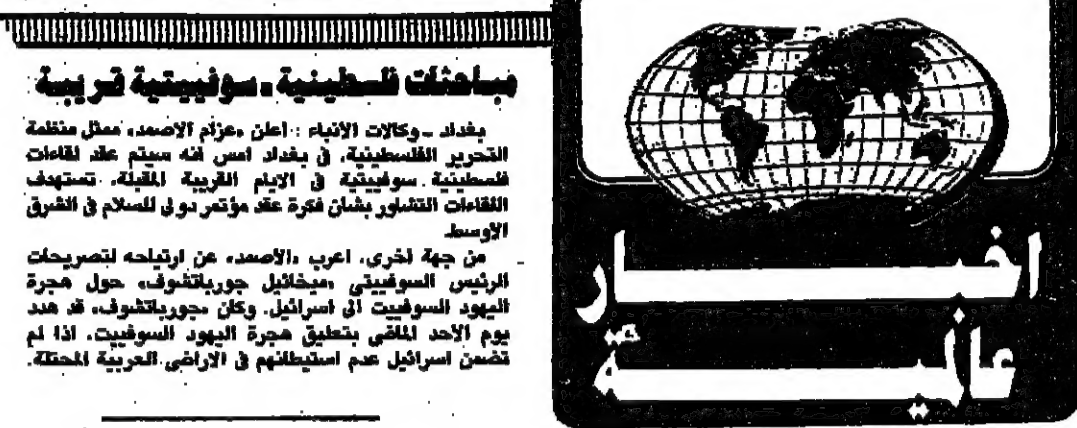 اخبار
عالمية
مباحثات فلسطينية ـ سوفييتية قريبة
بغداد ـ وكالات الأنباء : اعلن «عزام الاحمد» ممثل منظمة
التحرير الفلسطينية، في بغداد امس انه سيتم عقد لقاءات
فلسطينية سوفييتية في الايام القريبة المقبلة، تستهدف
اللقاءات التشاور بشأن فكرة عقد مؤتمر دولي للسلام في الشرق
الاوسط.
من جهة اخرى، اعرب «الأحمد» عن ارتياحه لتصريحات
الرئيس السوفييتي «ميخائيل جورباتشوف» حول هجرة
اليهود السوفييت الى اسرائيل. وكان «جورباتشوف» قد هدد
يوم الأحد الماضي بتعليق هجرة اليهود السوفييت، اذا لم
تضمن اسرائيل عدم استيطانهم في الاراضي العربية المحتلة.